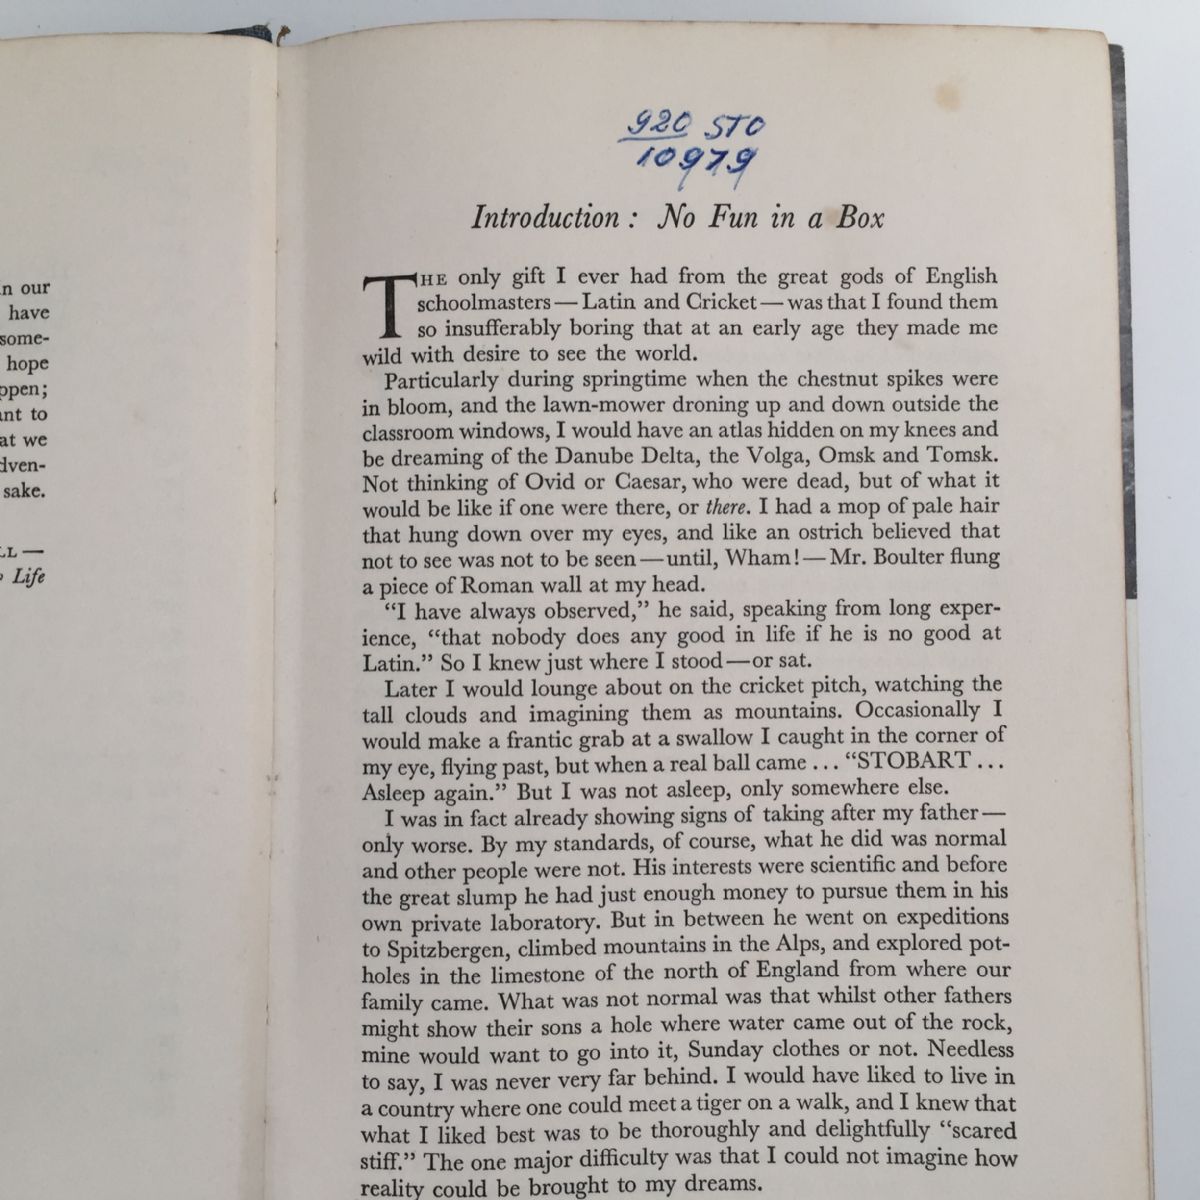 n our
have
some-
hope
ppen;
ant to
at we
dven-
sake.
LL —
Life
920 STO
10979
Introduction : No Fun in a Box
THE only gift I ever had from the great gods of English
schoolmasters — Latin and Cricket — was that I found them
so insufferably boring that at an early age they made me
wild with desire to see the world.
Particularly during springtime when the chestnut spikes were
in bloom, and the lawn-mower droning up and down outside the
classroom windows, I would have an atlas hidden on my knees and
be dreaming of the Danube Delta, the Volga, Omsk and Tomsk.
Not thinking of Ovid or Caesar, who were dead, but of what it
would be like if one were there, or there. I had a mop of pale hair
that hung down over my eyes, and like an ostrich believed that
not to see was not to be seen — until, Wham! — Mr. Boulter flung
a piece of Roman wall at my head.
“I have always observed,” he said, speaking from long exper-
ience, “that nobody does any good in life if he is no good at
Latin.” So I knew just where I stood — or sat.
Later I would lounge about on the cricket pitch, watching the
tall clouds and imagining them as mountains. Occasionally I
would make a frantic grab at a swallow I caught in the corner of
my eye, flying past, but when a real ball came ... “STOBART ...
Asleep again.” But I was not asleep, only somewhere else.
I was in fact already showing signs of taking after my father —
only worse. By my standards, of course, what he did was normal
and other people were not. His interests were scientific and before
the great slump he had just enough money to pursue them in his
own private laboratory. But in between he went on expeditions
to Spitzbergen, climbed mountains in the Alps, and explored pot-
holes in the limestone of the north of England from where our
family came. What was not normal was that whilst other fathers
might show their sons a hole where water came out of the rock,
mine would want to go into it, Sunday clothes or not. Needless
to say, I was never very far behind. I would have liked to live in
a country where one could meet a tiger on a walk, and I knew that
what I liked best was to be thoroughly and delightfully “scared
stiff.” The one major difficulty was that I could not imagine how
reality could be brought to my dreams.